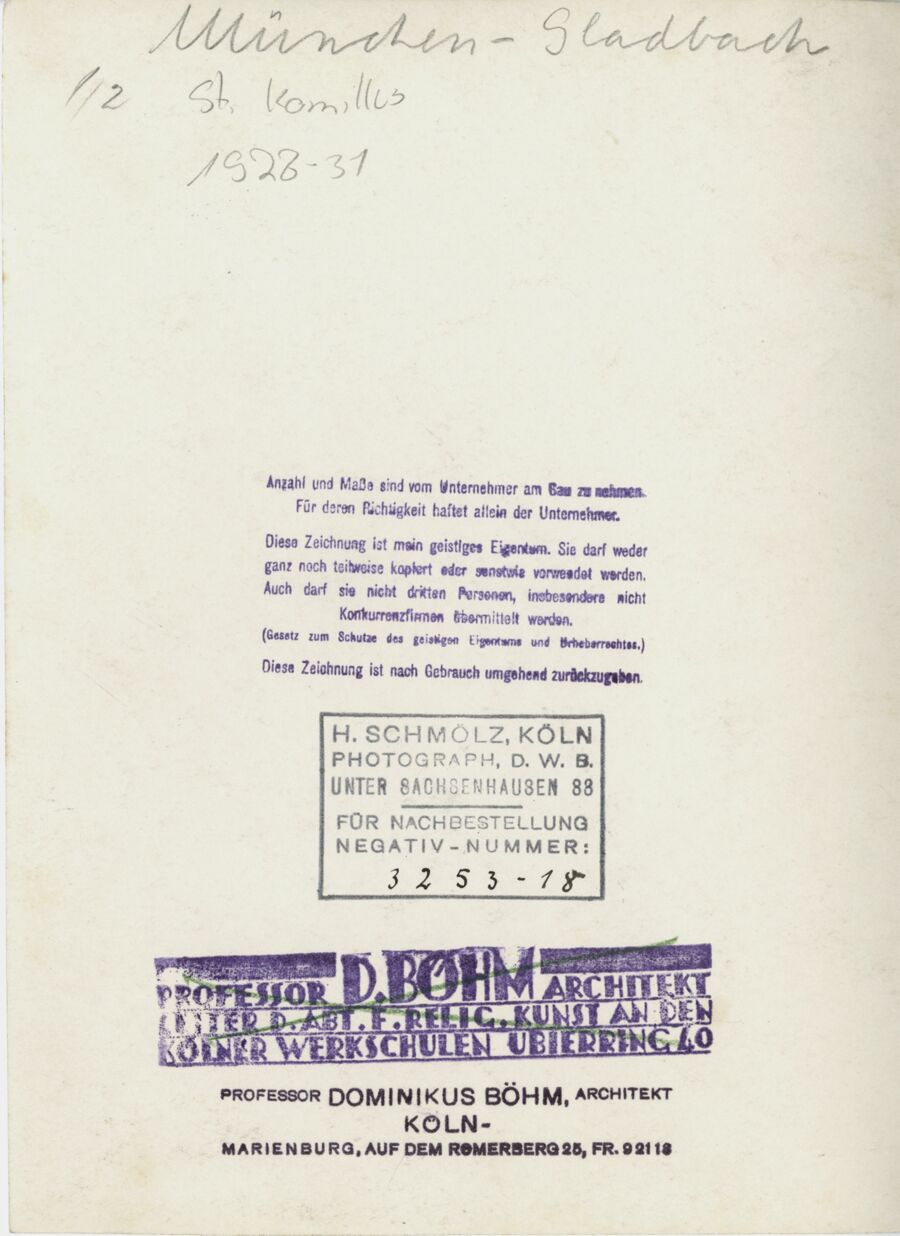 München-Gladbach
1/2 St. Kamillus
1928-31
Anzahl und Maße sind vom Unternehmer am Bau zu nehmen.
Für deren Richtigkeit haftet allein der Unternehmer.
Diese Zeichnung ist mein geistiges Eigentum. Sie darf weder
ganz noch teilweise kopiert oder sonstwie verwendet werden.
Auch darf sie nicht dritten Personen, insbesondere nicht
Konkurrenzfirmen übermittelt werden.
(Gesetz zum Schutze des geistigen Eigentums und Urheberrechtes.)
Diese Zeichnung ist nach Gebrauch umgehend zurückzugeben.
H. SCHMÖLZ, KÖLN
PHOTOGRAPH, D. W. B.
UNTER SACHSENHAUSEN 33
FÜR NACHBESTELLUNG
NEGATIV-NUMMER:
3253-18
PROFESSOR D. BÖHM ARCHITEKT
LEITER D. ABT. F. RELIG. KUNST AN DEN
KÖLNER WERKSCHULEN UBIERRING 40
PROFESSOR DOMINIKUS BÖHM, ARCHITEKT
KÖLN-
MARIENBURG, AUF DEM RÖMERBERG 25, FR. 92113